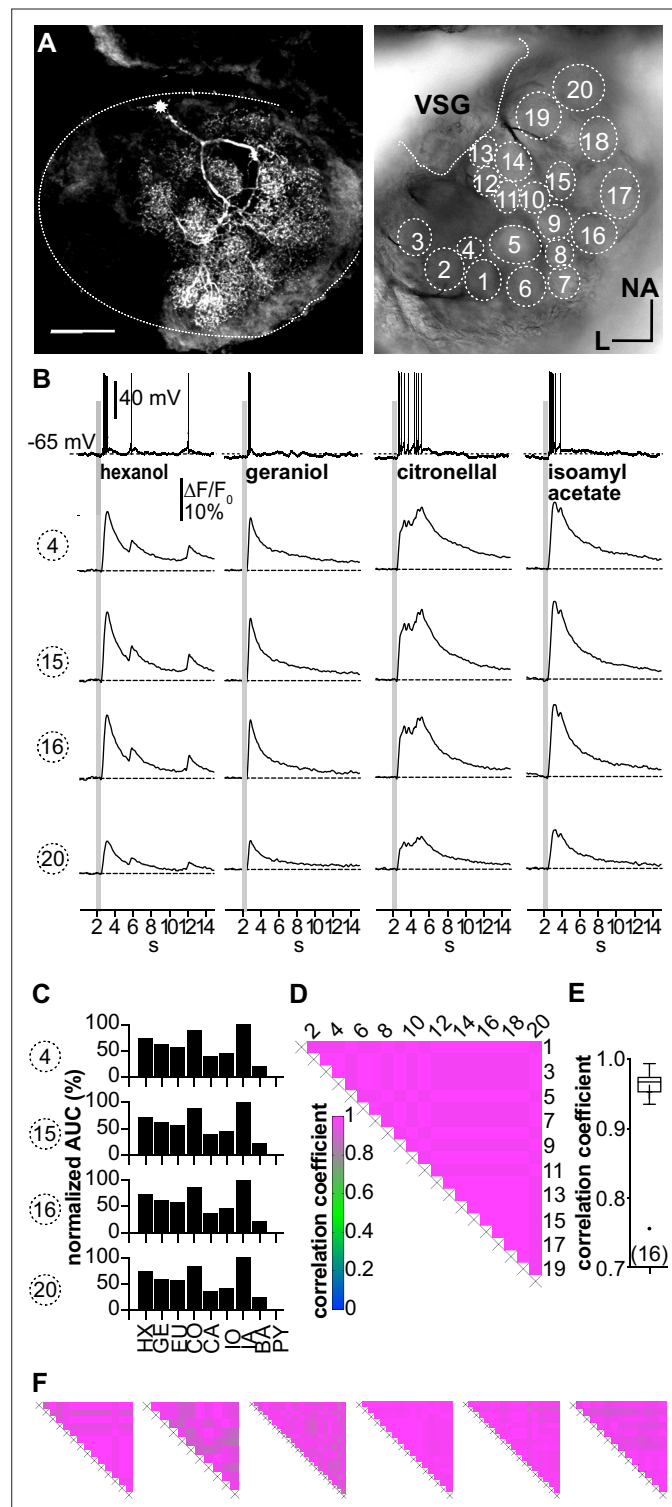 A
VSG
20
19
18
13
14
12
15
17
11
10
9
16
3
4
5
8
2
1
6
7
NA
L
B
40 mV
-65 mV
hexanol
geraniol
citronellal
isoamyl
acetate
ΔF/F0
10%
4
15
16
20
2 4 6 8 10 12 14
2 4 6 8 10 12 14
2 4 6 8 10 12 14
2 4 6 8 10 12 14
s
s
s
s
C
D
E
normalized AUC (%)
4
100
50
0
15
100
50
0
16
100
50
0
20
100
50
0
HX
GE
EU
CO
CA
IO
IA
BA
PY
2 4 6 8 10 12 14 16 18 20
1
3
5
7
9
11
13
15
17
19
correlation coefficient
1
0.8
0.6
0.4
0.2
0
correlation coefficient
1.0
0.9
0.8
0.7
(16)
F